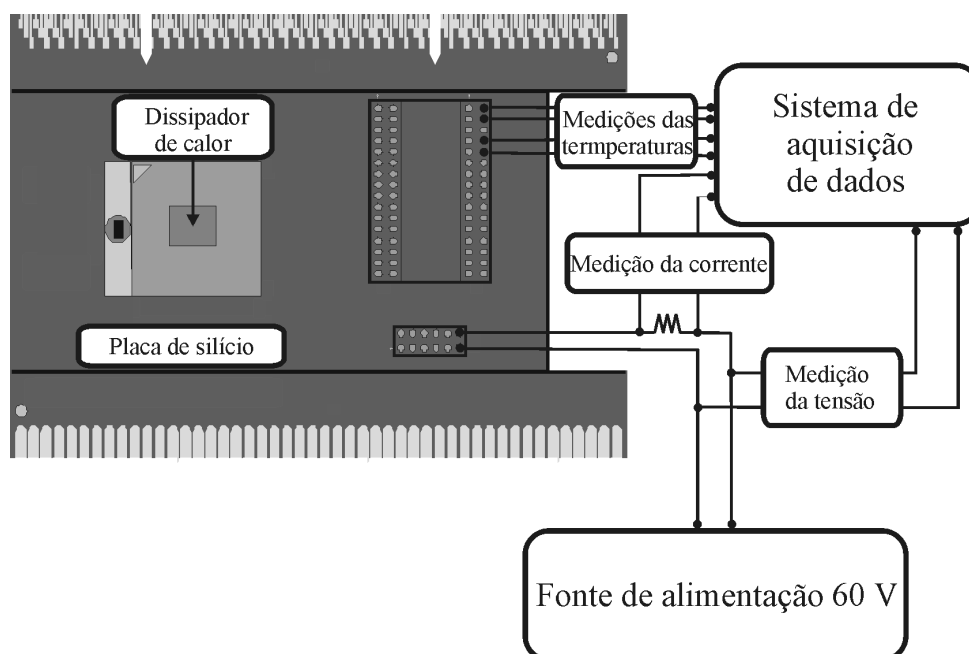 Dissipador
de calor
Medições das
termperaturas
Sistema de
aquisição
de dados
Medição da corrente
Placa de silício
Medição
da tensão
Fonte de alimentação 60 V